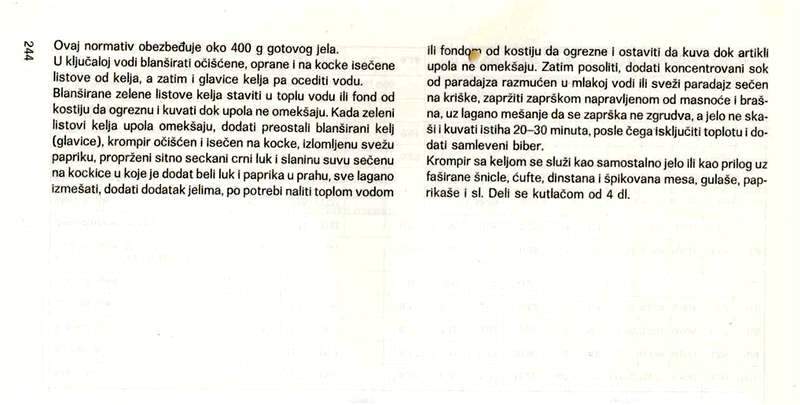 244
Ovaj normativ obezbeđuje oko 400 g gotovog jela.
U ključaloj vodi blanširati očišćene, oprane i na kocke isečene
listove od kelja, a zatim i glavice kelja pa ocediti vodu.
Blanširane zelene listove kelja staviti u toplu vodu ili fond od
kostiju da ogreznu i kuvati dok upola ne omekšaju. Kada zeleni
listovi kelja upola omekšaju, dodati preostali blanširani kelj
(glavice), krompir očišćen i isečen na kocke, izlomljenu svežu
papriku, proprženi sitno seckani crni luk i slaninu suvu sečenu
na kockice u koje je dodat beli luk i paprika u prahu, sve lagano
izmešati, dodati dodatak jelima, po potrebi naliti toplom vodom
ili fondom od kostiju da ogrezne i ostaviti da kuva dok artikli
upola ne omekšaju. Zatim posoliti, dodati koncentrovani sok
od paradajza razmućen u mlakoj vodi ili sveži paradajz sečen
na kriške, zapržiti zaprškom napravljenom od masnoće i braš-
na, uz lagano mešanje da se zaprška ne zgrudva, a jelo ne ska-
ši i kuvati istiha 20–30 minuta, posle čega isključiti toplotu i do-
dati samleveni biber.
Krompir sa keljom se služi kao samostalno jelo ili kao prilog uz
faširane šnicle, ćufte, dinstana i špikovana mesa, gulaše, pap-
rikaše i sl. Deli se kutlačom od 4 dl.